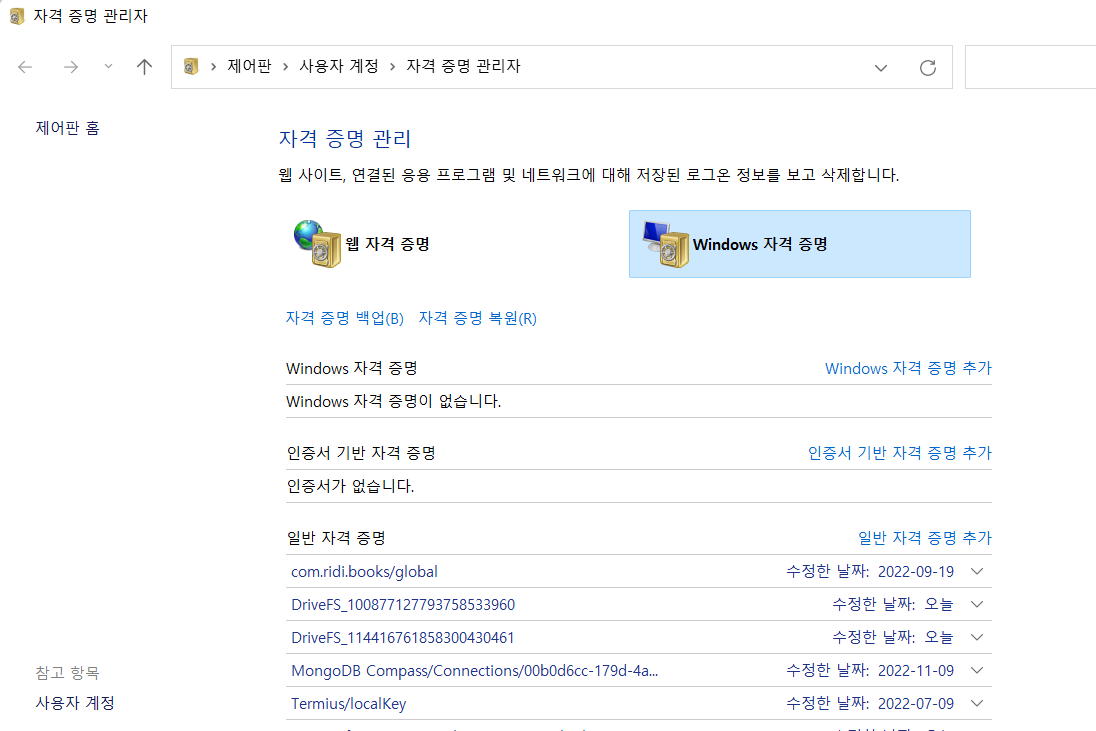 자격 증명 관리자
제어판 > 사용자 계정 > 자격 증명 관리자
제어판 홈
자격 증명 관리
웹 사이트, 연결된 응용 프로그램 및 네트워크에 대해 저장된 로그온 정보를 보고 삭제합니다.
웹 자격 증명 Windows 자격 증명
자격 증명 백업(B) 자격 증명 복원(R)
Windows 자격 증명 Windows 자격 증명 추가
Windows 자격 증명이 없습니다.
인증서 기반 자격 증명 인증서 기반 자격 증명 추가
인증서가 없습니다.
일반 자격 증명 일반 자격 증명 추가
com.ridi.books/global 수정한 날짜: 2022-09-19
DriveFS_100877127793758533960 수정한 날짜: 오늘
DriveFS_114416761858300430461 수정한 날짜: 오늘
MongoDB Compass/Connections/00b0d6cc-179d-4a... 수정한 날짜: 2022-11-09
Termius/localKey 수정한 날짜: 2022-07-09
참고 항목
사용자 계정